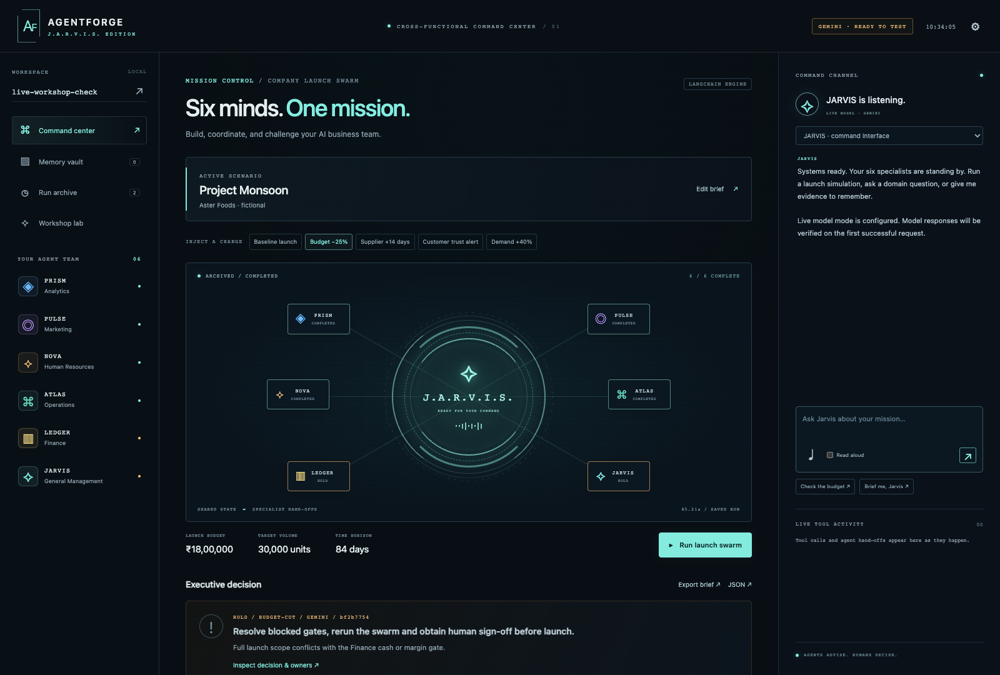 AF
AGENTFORGE
J.A.R.V.I.S. EDITION
CROSS-FUNCTIONAL COMMAND CENTER / 01
GEMINI · READY TO TEST
10:34:05
WORKSPACE
LOCAL
live-workshop-check
Command center
Memory vault
0
Run archive
2
Workshop lab
YOUR AGENT TEAM
06
PRISM
Analytics
PULSE
Marketing
NOVA
Human Resources
ATLAS
Operations
LEDGER
Finance
JARVIS
General Management
MISSION CONTROL / COMPANY LAUNCH SWARM
LANGCHAIN ENGINE
Six minds. One mission.
Build, coordinate, and challenge your AI business team.
ACTIVE SCENARIO
Project Monsoon
Aster Foods · fictional
Edit brief ↗
INJECT A CHANGE
Baseline launch
Budget −25%
Supplier +14 days
Customer trust alert
Demand +40%
ARCHIVED / COMPLETED
6 / 6 COMPLETE
PRISM
COMPLETED
PULSE
COMPLETED
NOVA
COMPLETED
J.A.R.V.I.S.
READY FOR YOUR COMMAND
ATLAS
COMPLETED
LEDGER
HOLD
JARVIS
HOLD
SHARED STATE ↔ SPECIALIST HAND-OFFS
85.21s / SAVED RUN
LAUNCH BUDGET
₹18,00,000
TARGET VOLUME
30,000 units
TIME HORIZON
84 days
▶ Run launch swarm
Executive decision
Export brief ↗
JSON ↗
!
HOLD / BUDGET-CUT / GEMINI / bf2b7754
Resolve blocked gates, rerun the swarm and obtain human sign-off before launch.
Full launch scope conflicts with the Finance cash or margin gate.
Inspect decision & owners ↗
COMMAND CHANNEL
JARVIS is listening.
LIVE MODEL · GEMINI
JARVIS · command interface
JARVIS
Systems ready. Your six specialists are standing by. Run
a launch simulation, ask a domain question, or give me
evidence to remember.
Live model mode is configured. Model responses will be
verified on the first successful request.
Ask Jarvis about your mission...
Read aloud
Check the budget ↗
Brief me, Jarvis ↗
LIVE TOOL ACTIVITY
00
Tool calls and agent hand-offs appear here as they happen.
AGENTS ADVISE. HUMANS DECIDE.